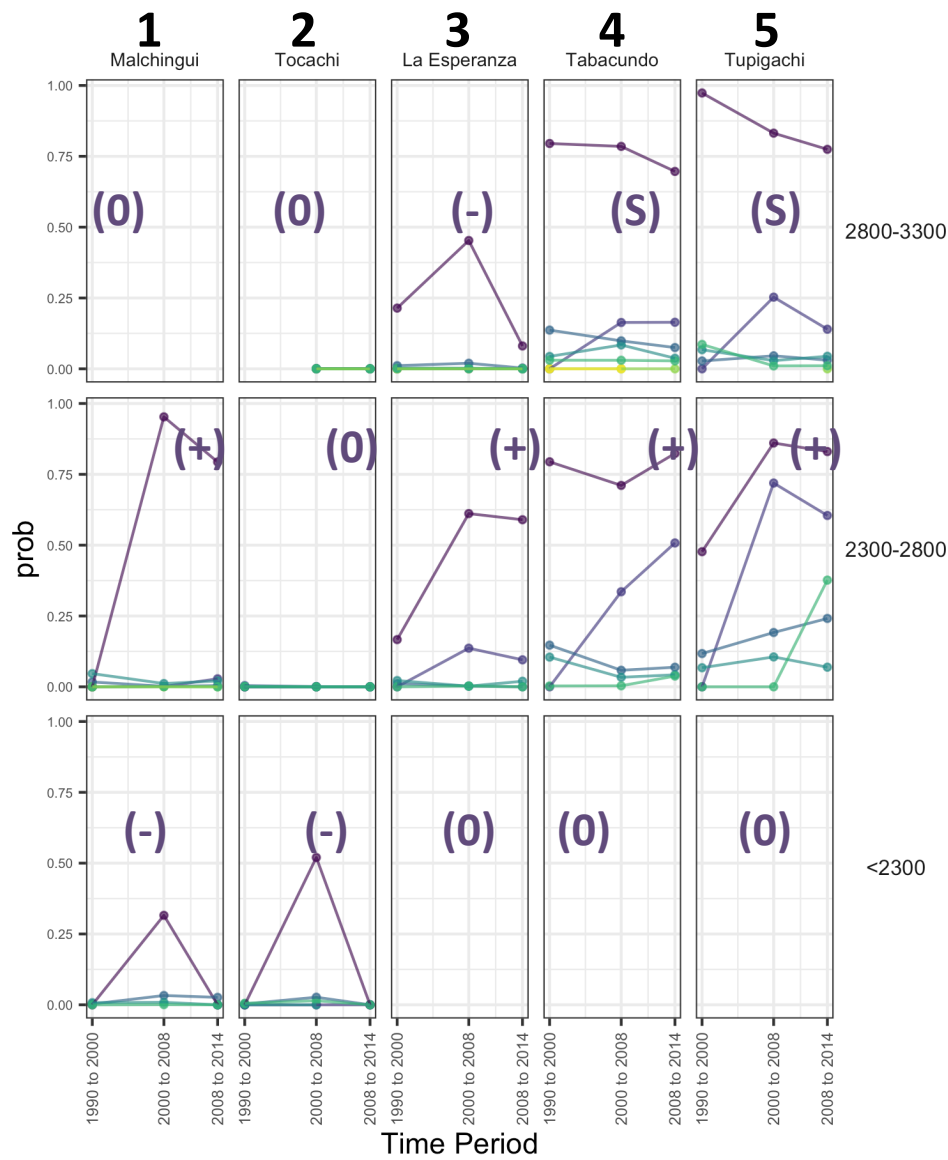 1 2 3 4 5
Malchingui Tocachi La Esperanza Tabacundo Tupigachi
1.00
0.75
(0) (0) (-) (S) (S)
2800-3300
0.50
0.25
0.00
1.00
(+) (0) (+) (+) (+)
0.75
prob
0.50
2300-2800
0.25
0.00
1.00
0.75
(-) (-) (0) (0) (0)
0.50
<2300
0.25
0.00
1990 to 2000 2000 to 2008 2008 to 2014 1990 to 2000 2000 to 2008 2008 to 2014 1990 to 2000 2000 to 2008 2008 to 2014 1990 to 2000 2000 to 2008 2008 to 2014 1990 to 2000 2000 to 2008 2008 to 2014
Time Period